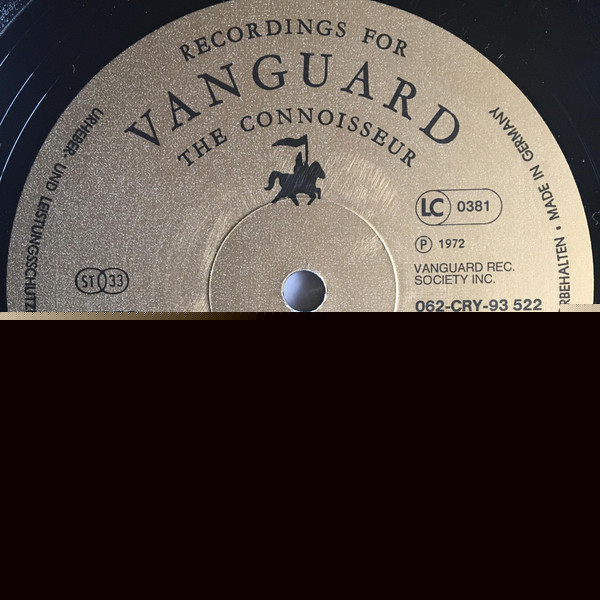 RECORDINGS FOR
VANGUARD
THE CONNOISSEUR
URHEBER- UND LEISTUNGSSCHUTZ
RBEHALTEN • MADE IN GERMANY
LC 0381
P 1972
VANGUARD REC.
SOCIETY INC.
ST 33
062-CRY-93 522